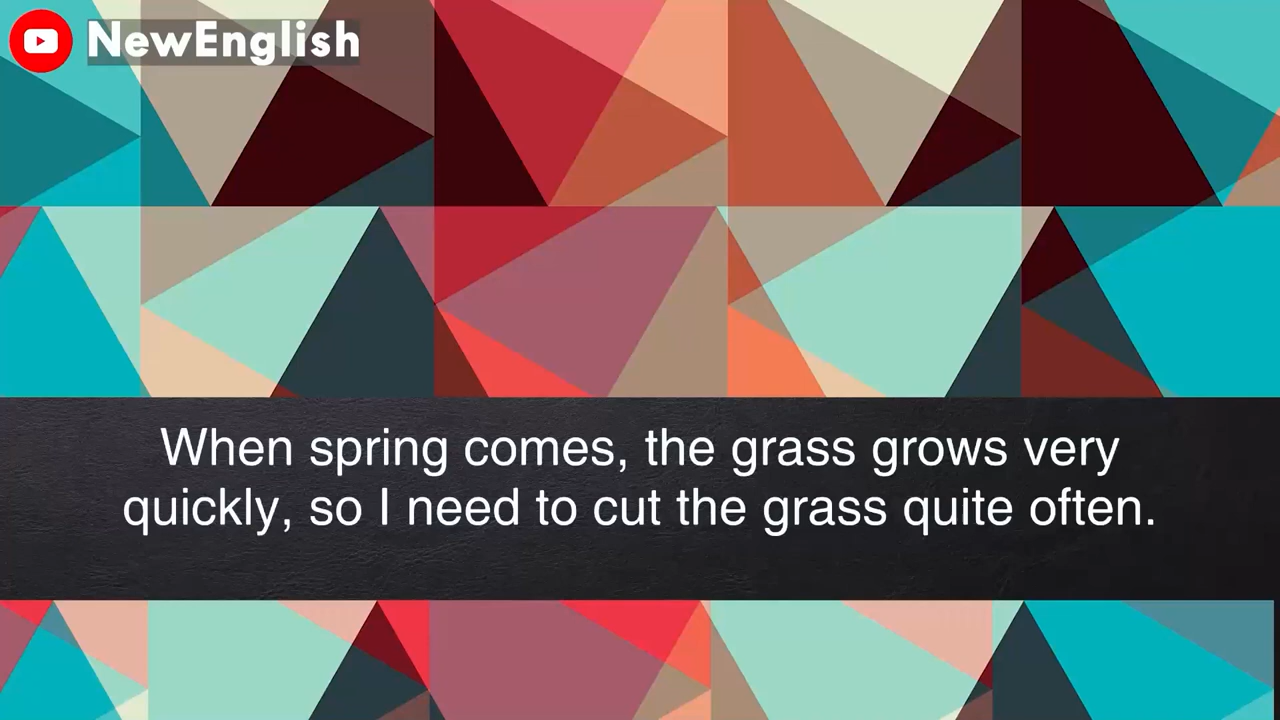 NewEnglish
When spring comes, the grass grows very
quickly, so I need to cut the grass quite often.